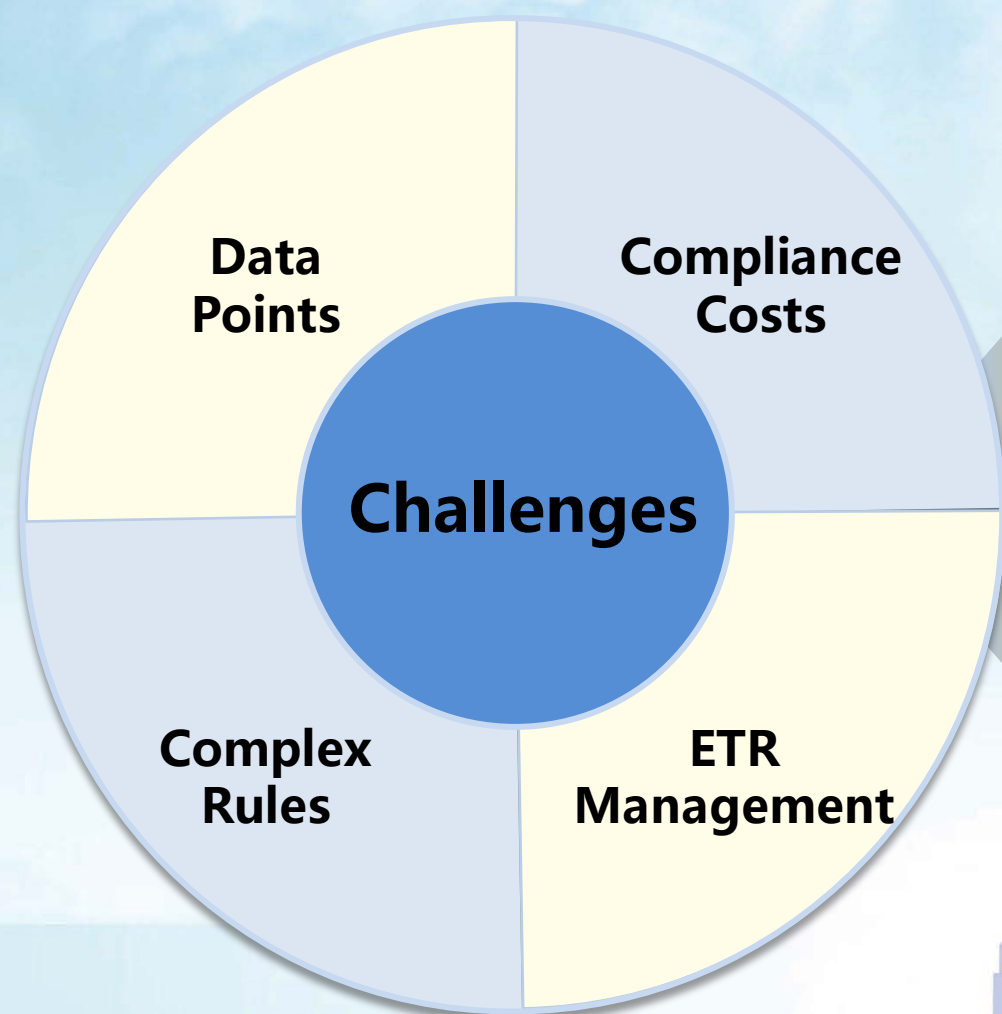 Data
Points
Compliance
Costs
Challenges
Complex
Rules
ETR
Management